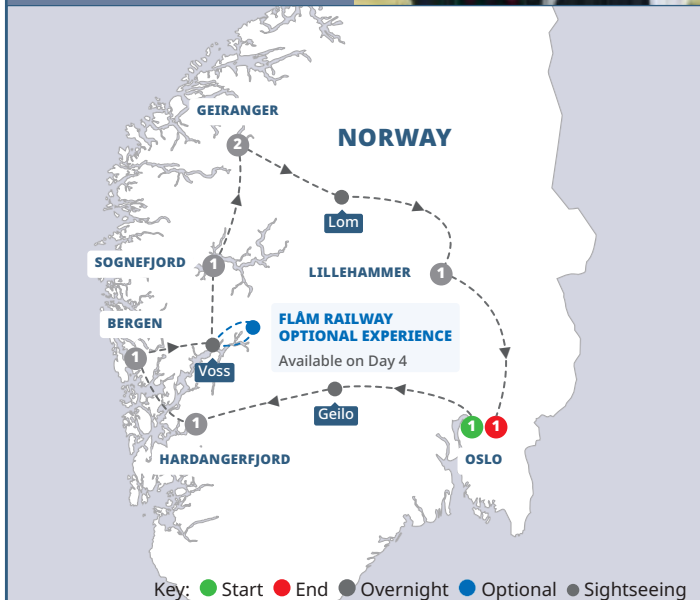 GEIRANGER
2
NORWAY
Lom
SOGNEFJORD
1
LILLEHAMMER
1
BERGEN
1
FLÅM RAILWAY
OPTIONAL EXPERIENCE
Available on Day 4
Voss
Geilo
1
HARDANGERFJORD
1 1
OSLO
Key: Start End Overnight Optional Sightseeing